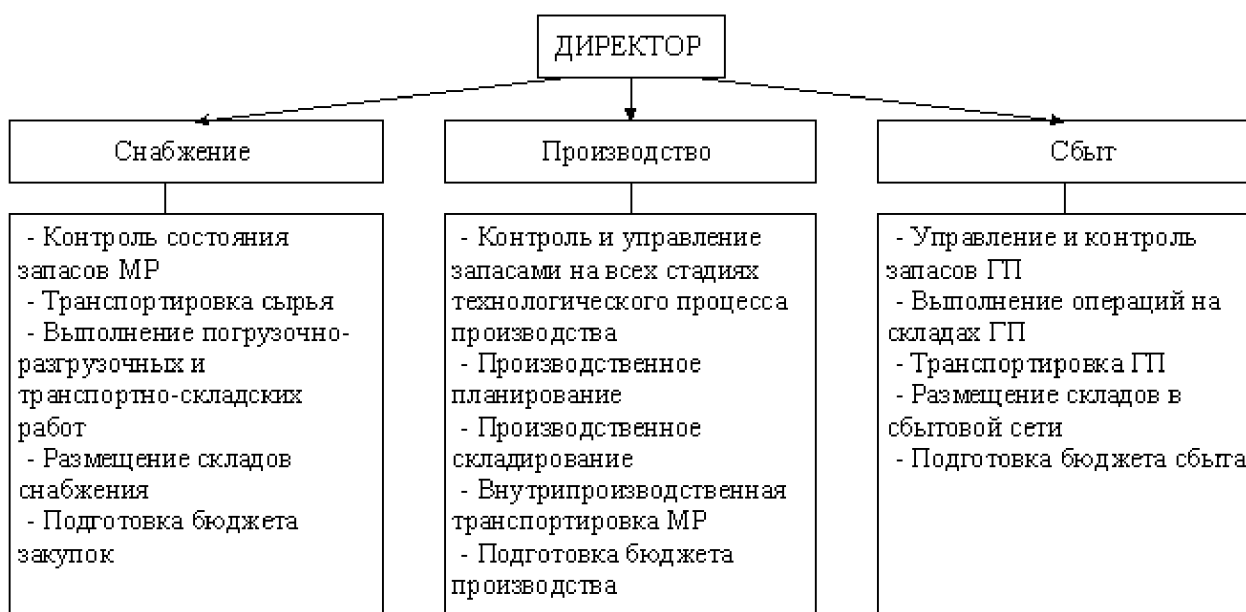 ДИРЕКТОР
Снабжение
Производство
Сбыт
- Контроль состояния
запасов МР
- Транспортировка сырья
- Выполнение погрузочно-
разгрузочных и
транспортно-складских
работ
- Размещение складов
снабжения
- Подготовка бюджета
закупок
- Контроль и управление
запасами на всех стадиях
технологического процесса
производства
- Производственное
планирование
- Производственное
складирование
- Внутрипроизводственная
транспортировка МР
- Подготовка бюджета
производства
- Управление и контроль
запасов ГП
- Выполнение операций на
складах ГП
- Транспортировка ГП
- Размещение складов в
сбытовой сети
- Подготовка бюджета сбыта